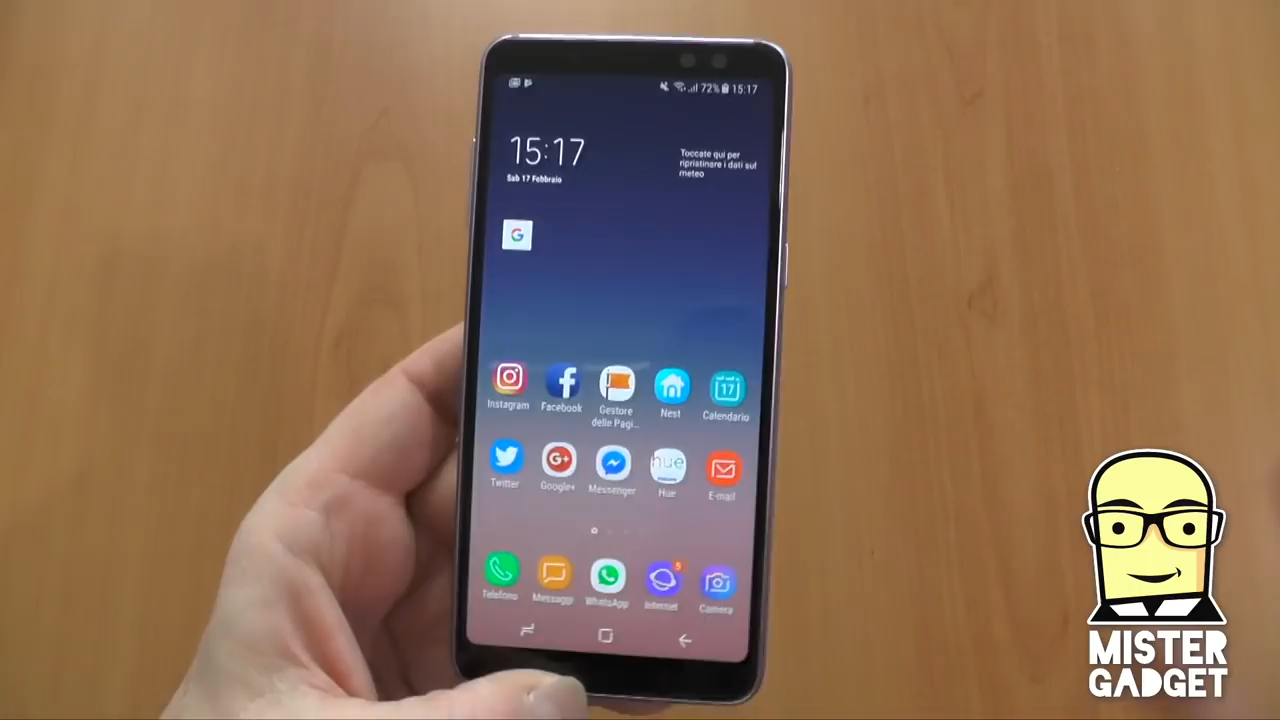 72% 15:17
15:17
Sab 17 Febbraio
Toccate qui per
ripristinare i dati sul
meteo
G
Instagram
Facebook
Gestore
delle Pagi...
Nest
17
Calendario
Twitter
G+
Google+
Messenger
hue
Hue
E-mail
Telefono
Messaggi
WhatsApp
5
Internet
Camera
MISTER
GADGET